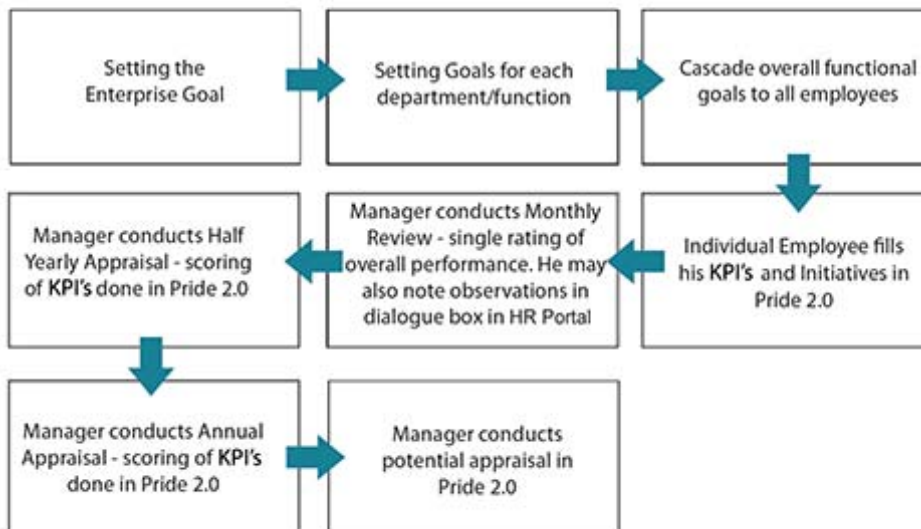 Setting the
Enterprise Goal
Setting Goals for each
department/function
Cascade overall functional
goals to all employees
Individual Employee fills
his KPI's and Initiatives in
Pride 2.0
Manager conducts Monthly
Review - single rating of
overall performance. He may
also note observations in
dialogue box in HR Portal
Manager conducts Half
Yearly Appraisal - scoring
of KPI's done in Pride 2.0
Manager conducts Annual
Appraisal - scoring of KPI's
done in Pride 2.0
Manager conducts
potential appraisal in
Pride 2.0